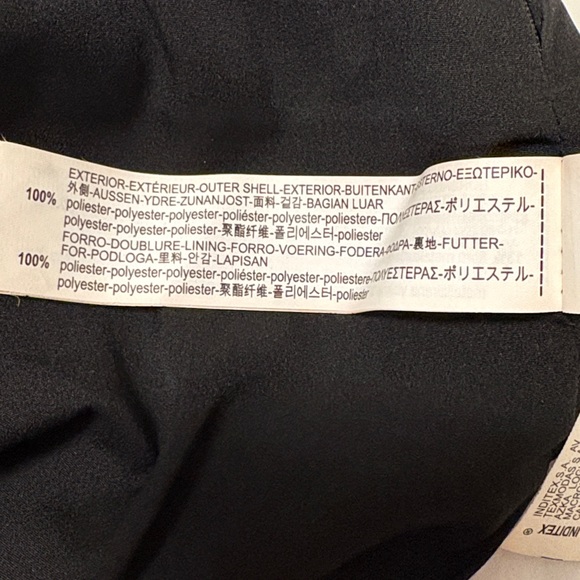 EXTERIOR-EXTÉRIEUR-OUTER SHELL-EXTERIOR-BUITENKANT-ESTERNO-ΕΞΩΤΕΡΙΚΟ-
100% 外側-AUSSEN-YDRE-ZUNANJOST-面料-겉감-BAGIAN LUAR
poliester-polyester-polyester-poliéster-polyester-poliestere-ΠΟΛΥΕΣΤΕΡΑΣ-ポリエステル-
polyester-polyester-poliester-聚酯纤维-폴리에스터-poliester
FORRO-DOUBLURE-LINING-FORRO-VOERING-FODERA-ΦΟΔΡΑ-裏地-FUTTER-
100% FOR-PODLOGA-里料-안감-LAPISAN
poliester-polyester-polyester-poliéster-polyester-poliestere-ΠΟΛΥΕΣΤΕΡΑΣ-ポリエステル-
polyester-polyester-poliester-聚酯纤维-폴리에스터-poliester
INDITEX, S.A. AV.
TEXMODAS S.
AZKA
INDITEX